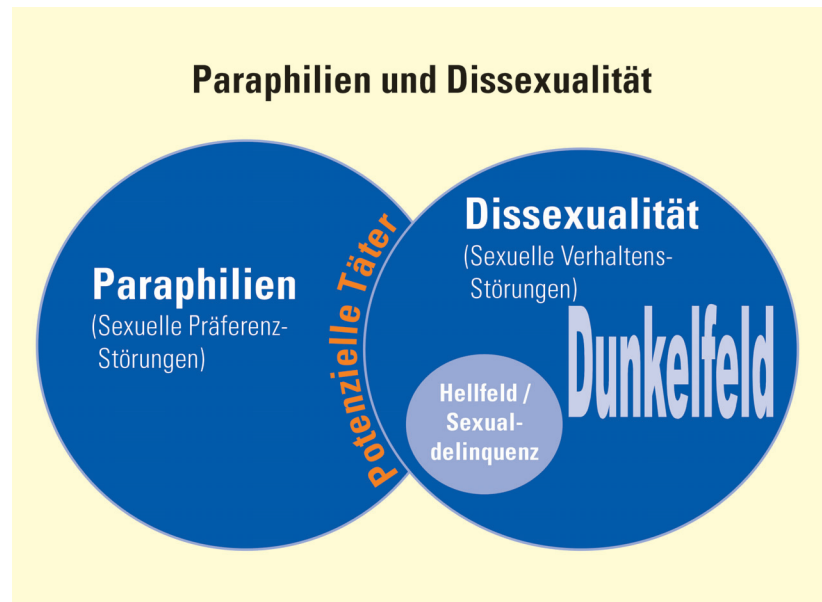 Paraphilien und Dissexualität
Paraphilien
(Sexuelle Präferenz-
Störungen)
Potenzielle Täter
Dissexualität
(Sexuelle Verhaltens-
Störungen)
Dunkelfeld
Hellfeld /
Sexual-
delinquenz